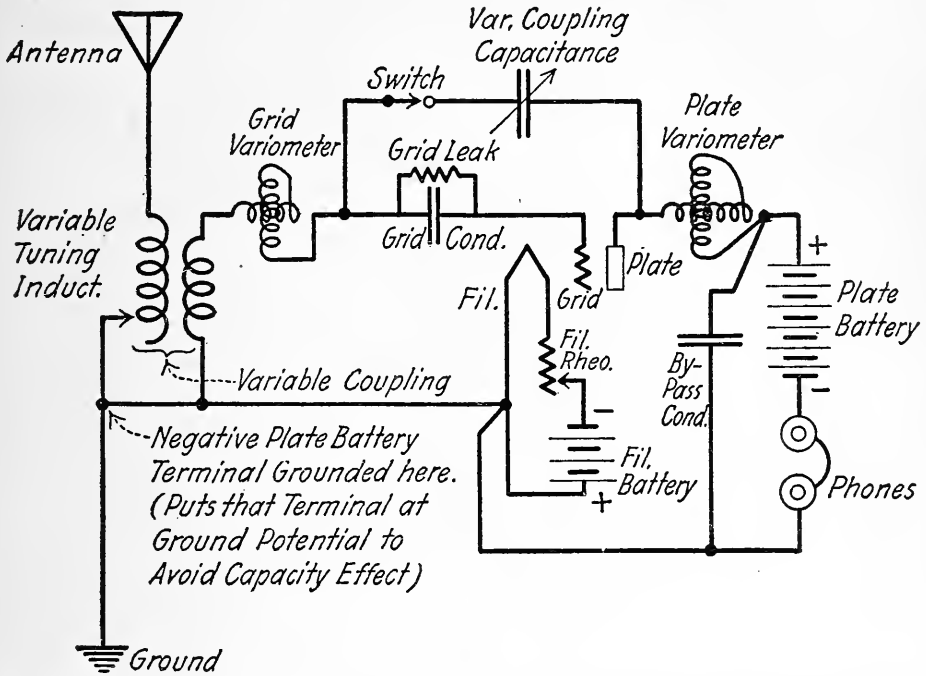 Antenna
Var. Coupling
Capacitance
Switch
Grid
Variometer
Grid Leak
Plate
Variometer
Variable
Tuning
Induct.
Grid Cond.
Fil.
Grid
Plate
+
Plate
Battery
-
Fil.
Rheo.
By-
Pass
Cond.
Variable Coupling
-
Fil.
Battery
+
Phones
Negative Plate Battery
Terminal Grounded here.
(Puts that Terminal at
Ground Potential to
Avoid Capacity Effect)
Ground